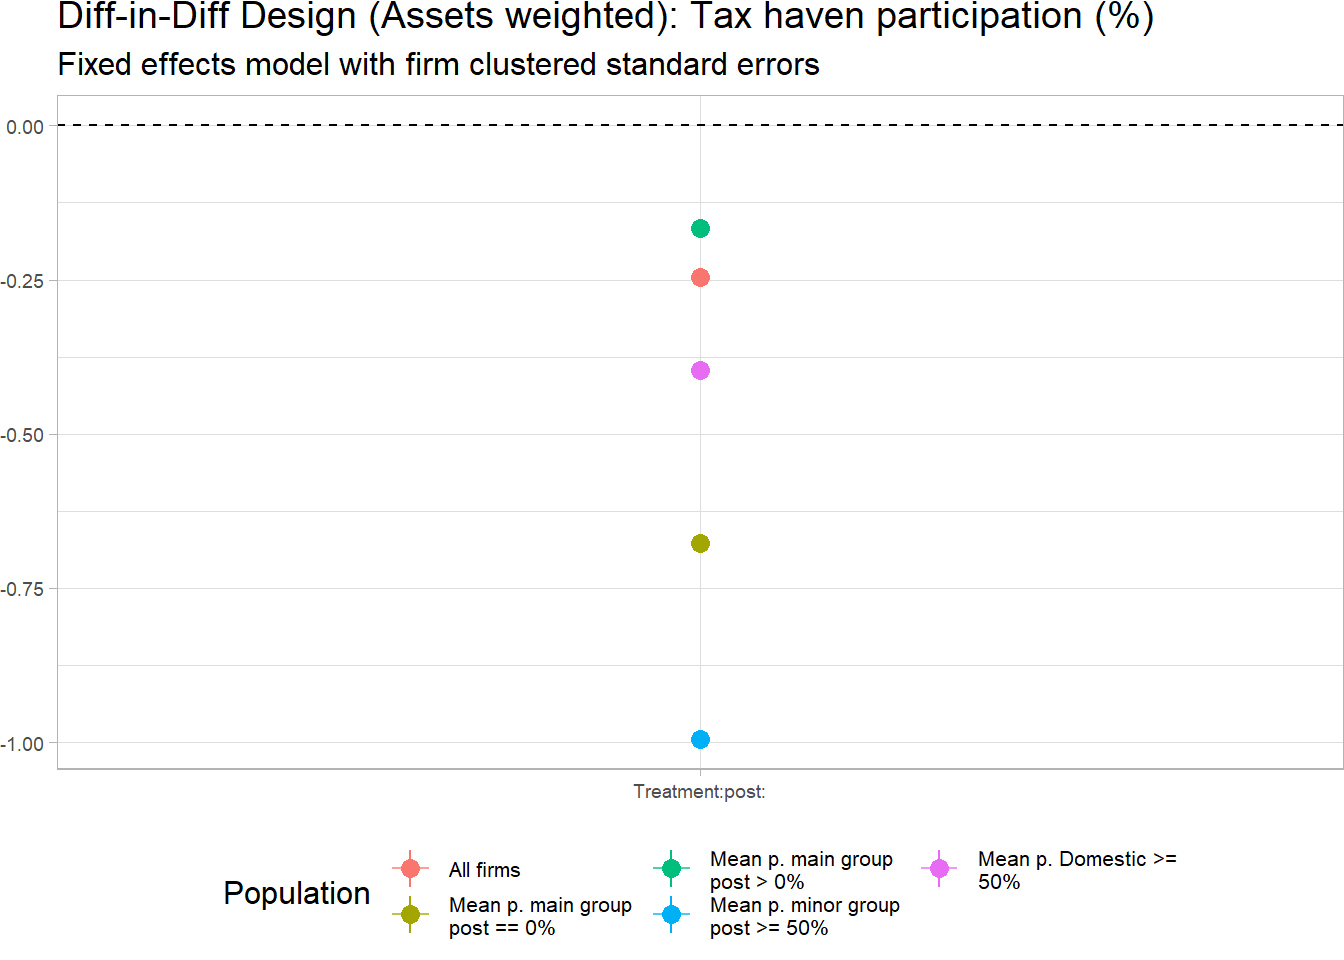 Diff-in-Diff Design (Assets weighted): Tax haven participation (%)
Fixed effects model with firm clustered standard errors
0.00
-0.25
-0.50
-0.75
-1.00
Treatment:post:
Population
All firms
Mean p. main group
post == 0%
Mean p. main group
post > 0%
Mean p. minor group
post >= 50%
Mean p. Domestic >=
50%